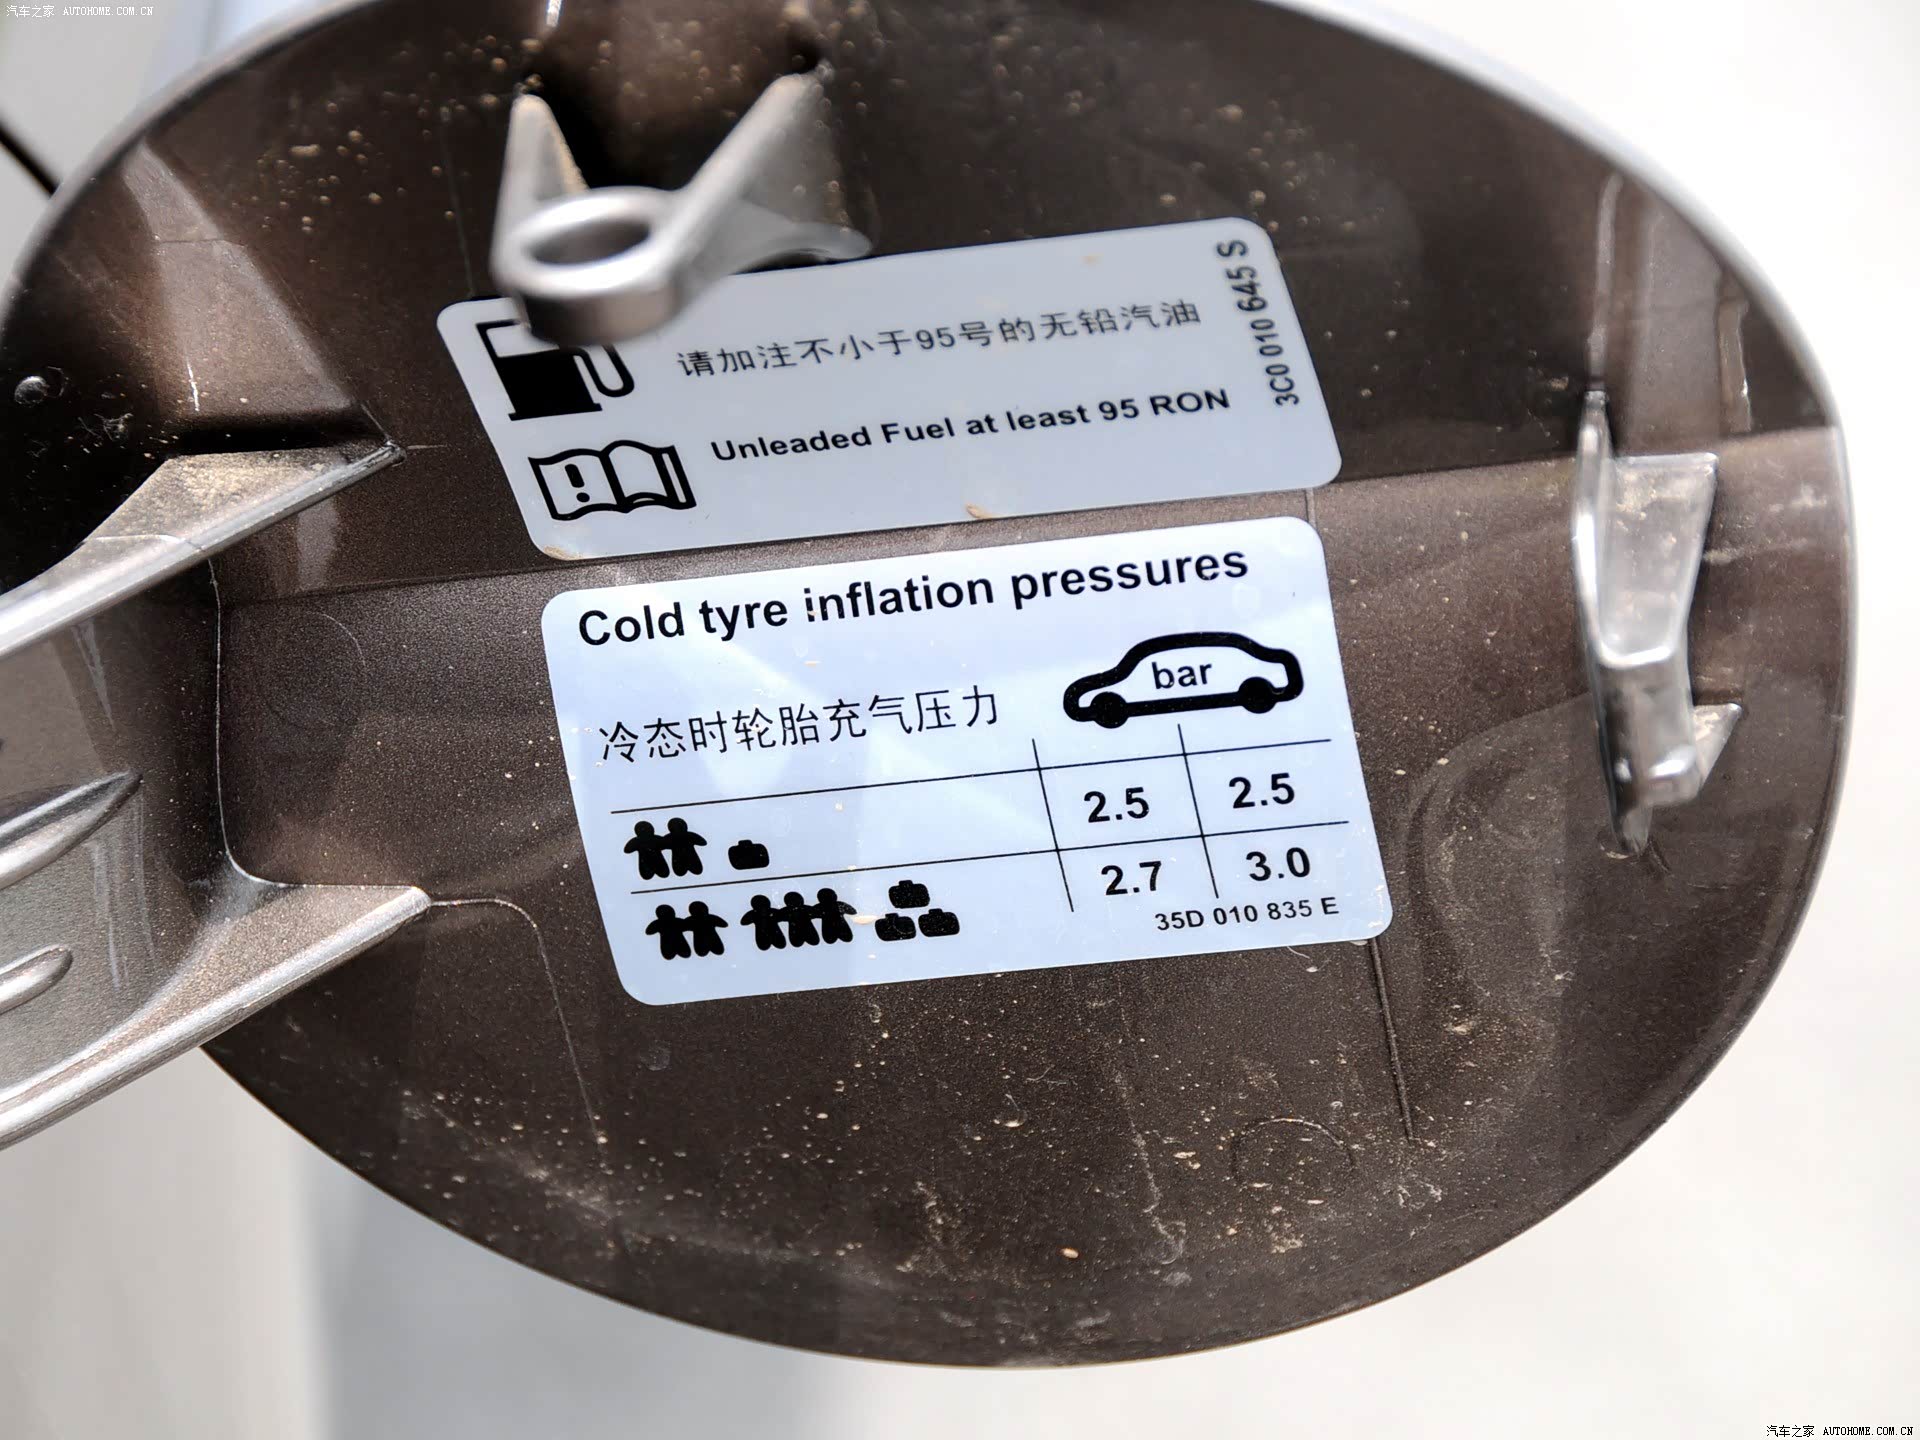 汽车之家 AUTOHOME.COM.CN
请加注不小于95号的无铅汽油
Unleaded Fuel at least 95 RON
3C0 010 645 S
Cold tyre inflation pressures
冷态时轮胎充气压力
bar
2.5 2.5
2.7 3.0
35D 010 835 E
汽车之家 AUTOHOME.COM.CN